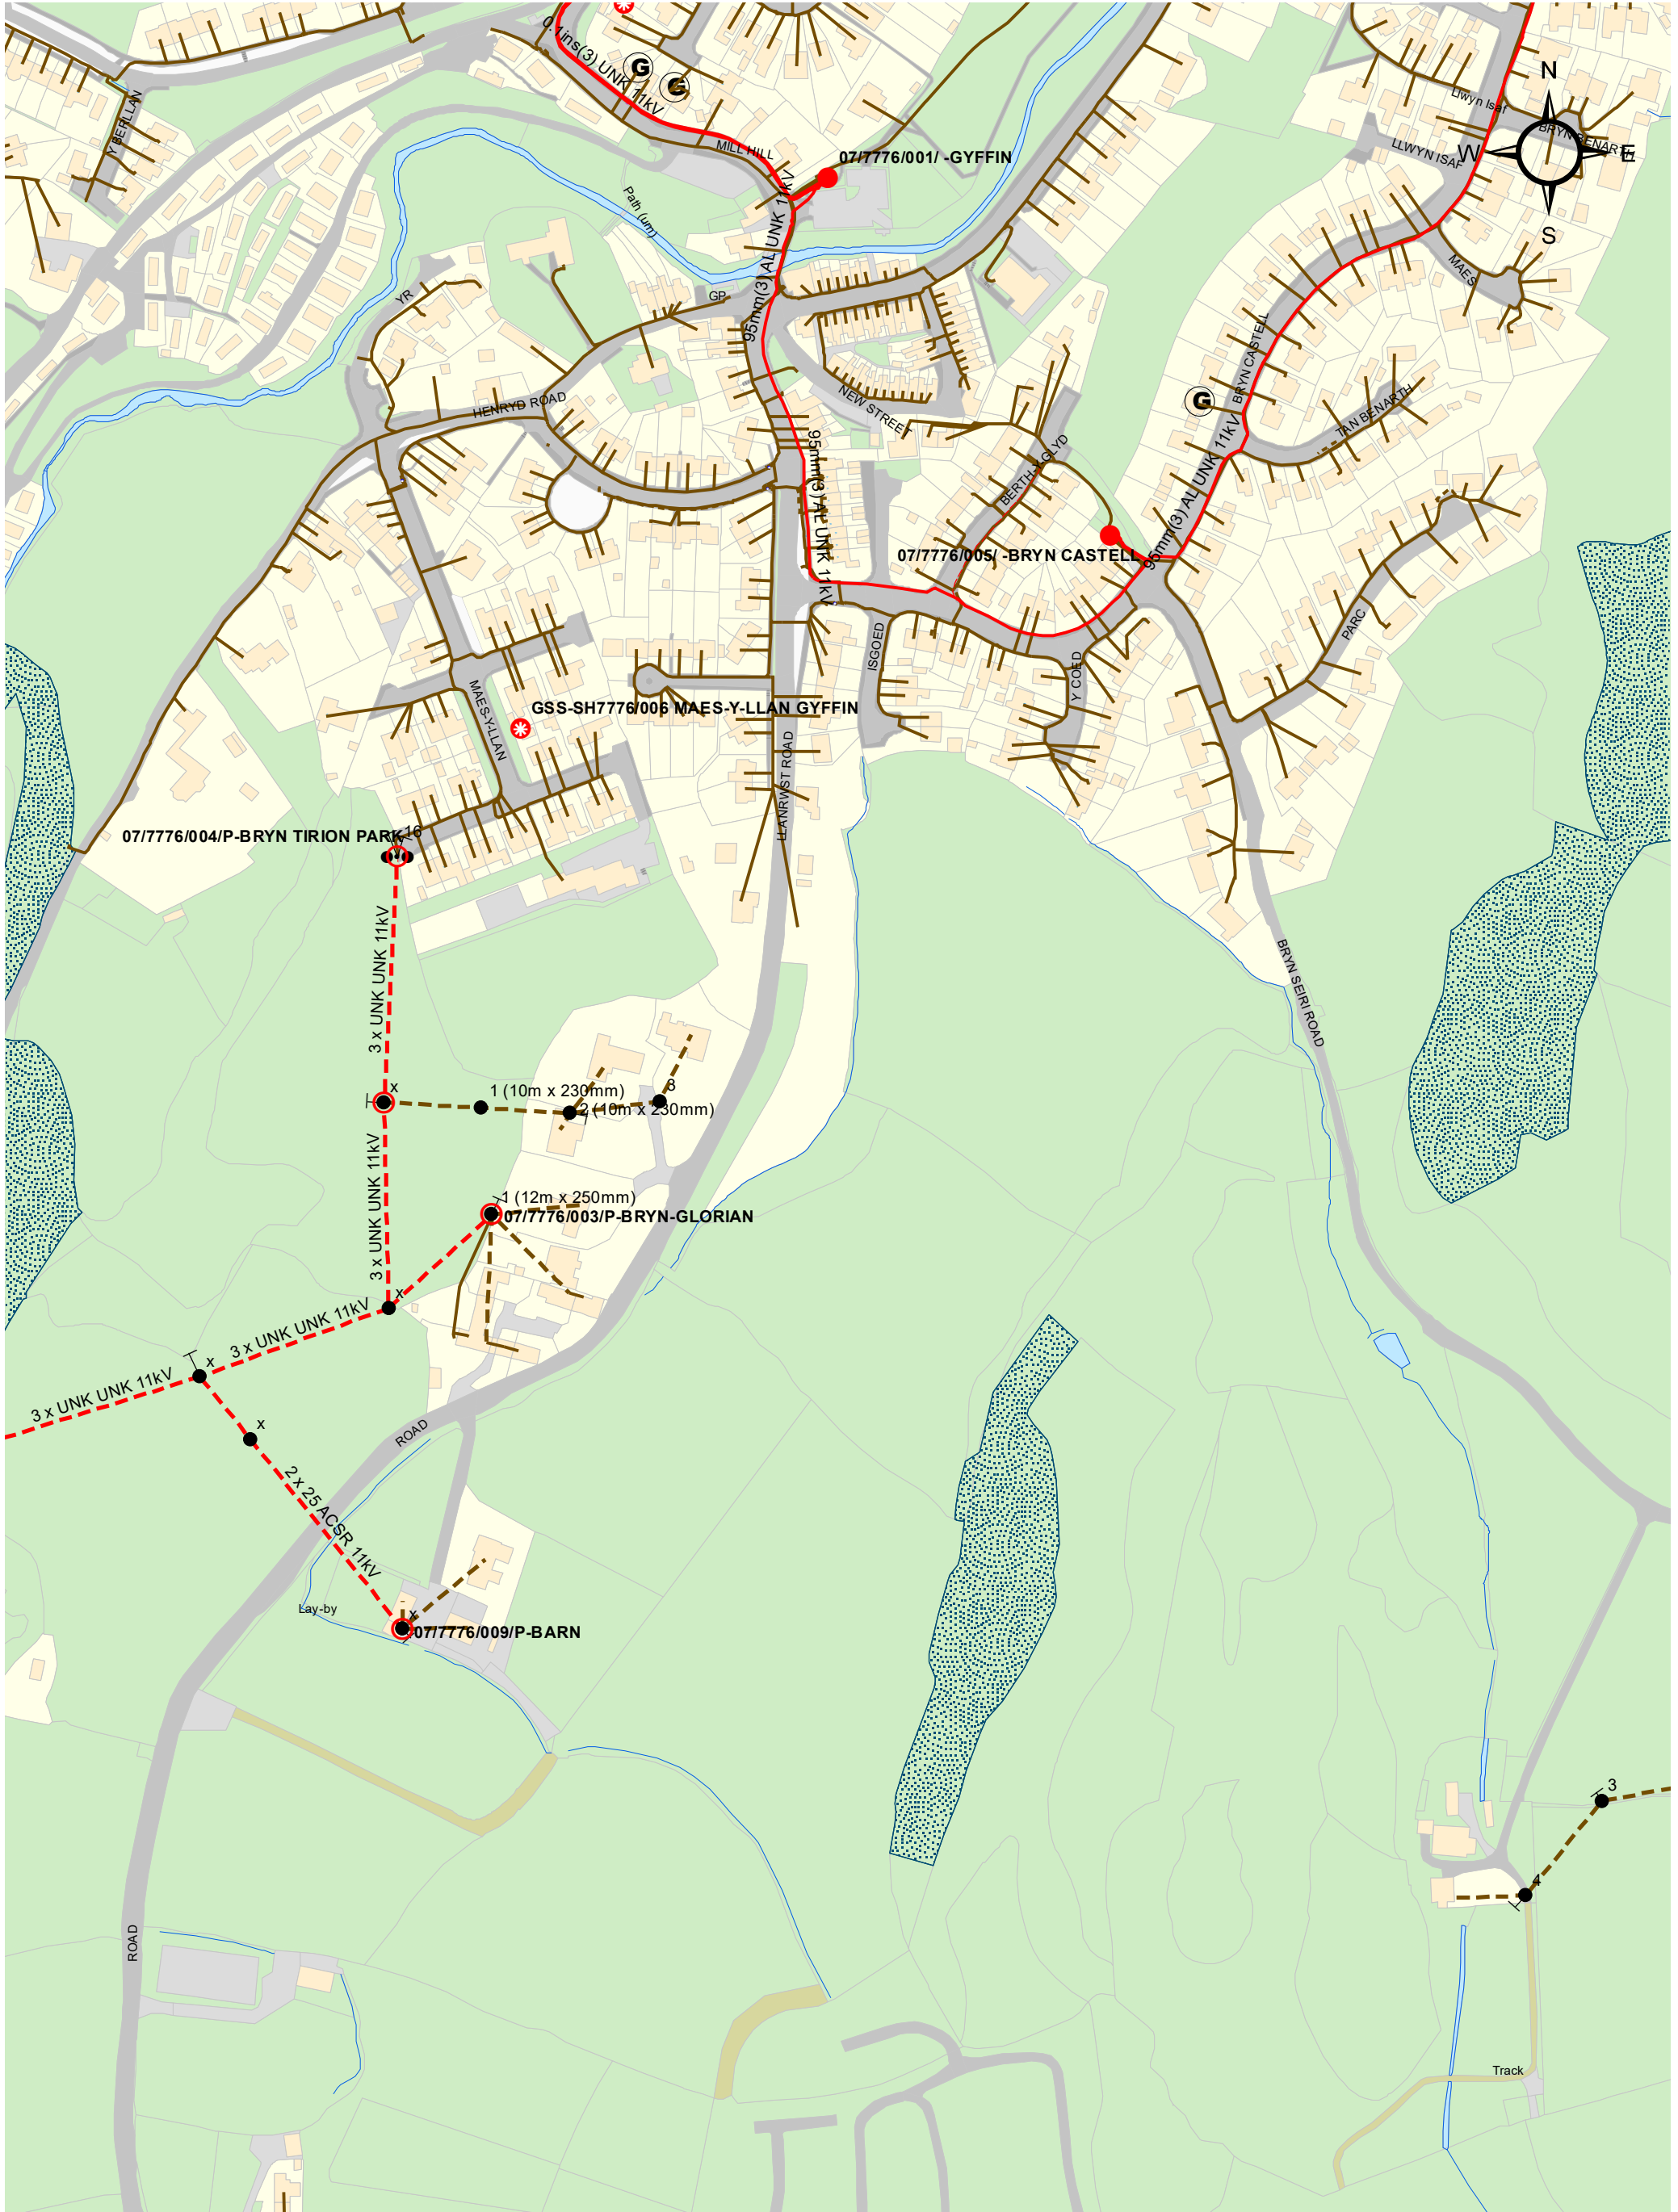 0.1ins(3) UNK 11kV
G
G
N
W
E
S
Llwyn Isaf
BRYN BENARTH
LLWYN ISAF
Y BERLLAN
MILL HILL
07/7776/001/ -GYFFIN
Path (um)
95mm(3) AL UNK 11kV
MAES
YR
GP
BRYN CASTELL
G
TAN BENARTH
HENRYD ROAD
NEW STREET
95mm(3) AL UNK 11kV
BERTH-Y-GLYD
95mm(3) AL UNK 11kV
07/7776/005/ -BRYN CASTELL
PARC
ISGOED
Y COED
MAES-Y-LLAN
GSS-SH7776/006 MAES-Y-LLAN GYFFIN
LLANRWST ROAD
07/7776/004/P-BRYN TIRION PARK
16
3 x UNK UNK 11kV
BRYN SEIRI ROAD
x
1 (10m x 230mm)
3
2 (10m x 230mm)
3 x UNK UNK 11kV
1 (12m x 250mm)
07/7776/003/P-BRYN-GLORIAN
x
3 x UNK UNK 11kV
x
3 x UNK UNK 11kV
x
ROAD
2 x 25 ACSR 11kV
Lay-by
x
07/7776/009/P-BARN
3
4
ROAD
Track